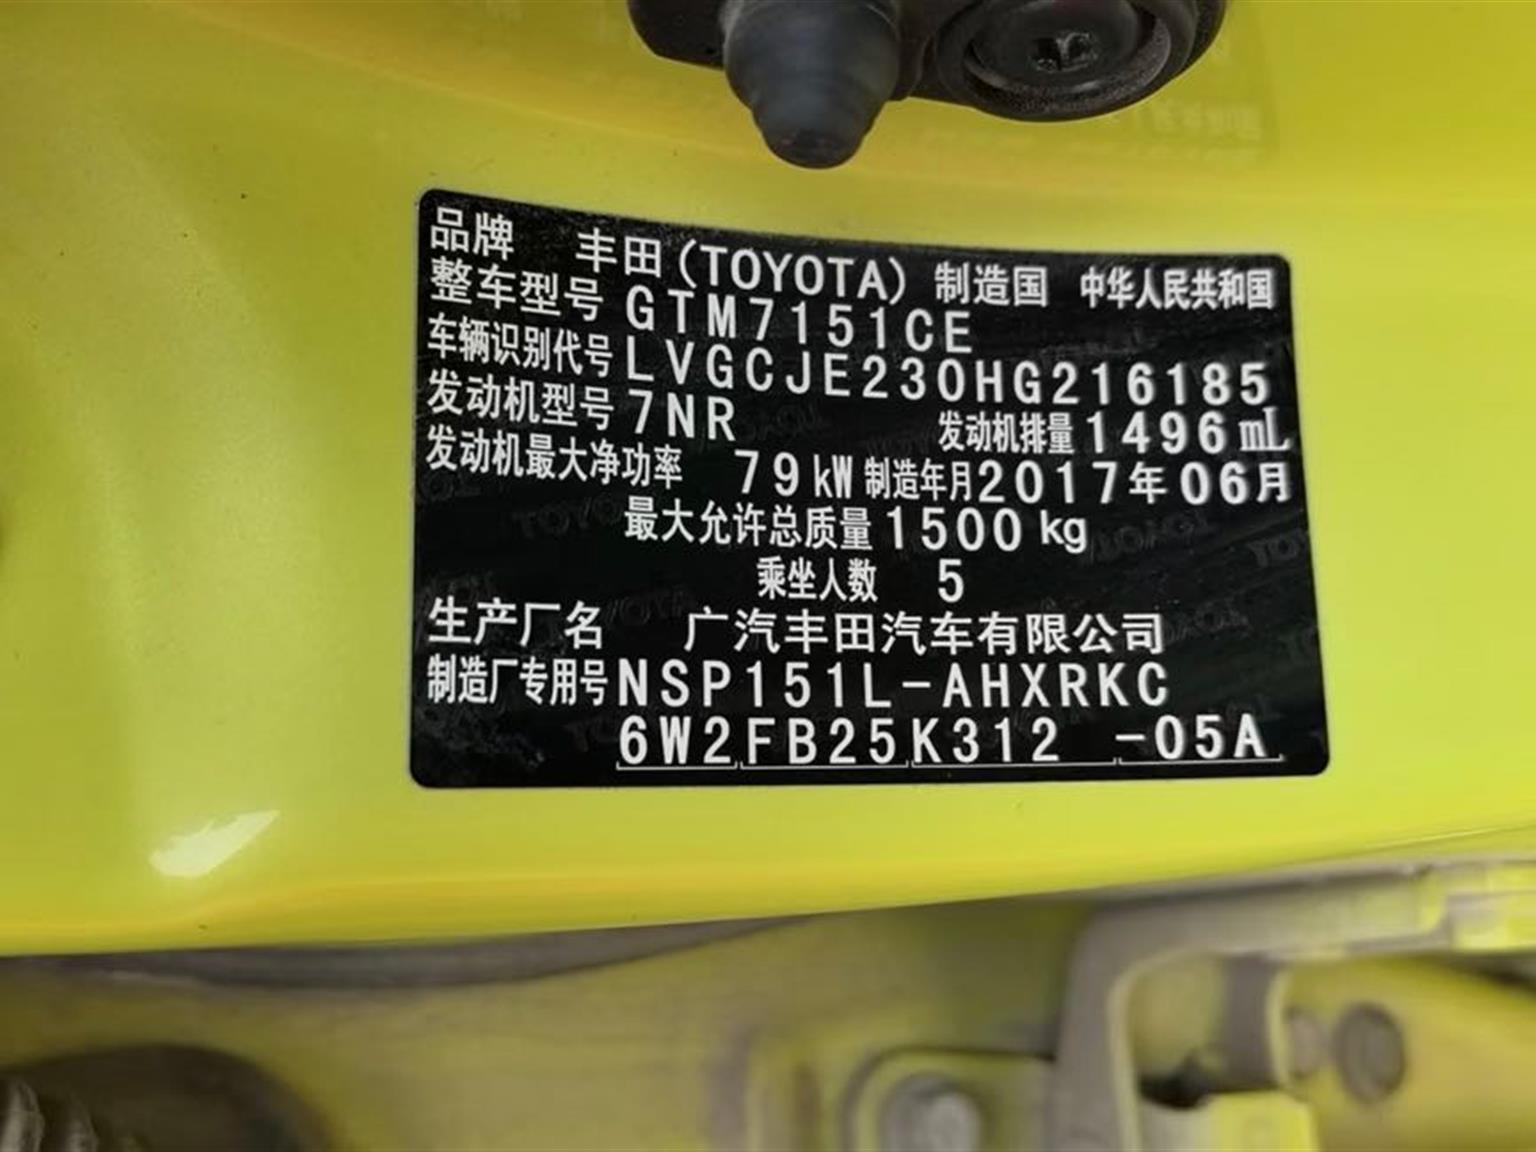 品牌 丰田(TOYOTA) 制造国 中华人民共和国
整车型号 GTM7151CE
车辆识别代号 LVGCJE230HG216185
发动机型号 7NR 发动机排量 1496 mL
发动机最大净功率 79 kW 制造年月 2017年06月
最大允许总质量 1500 kg
乘坐人数 5
生产厂名 广汽丰田汽车有限公司
制造厂专用号 NSP151L-AHXRKC
6W2 FB25 K312 -05A